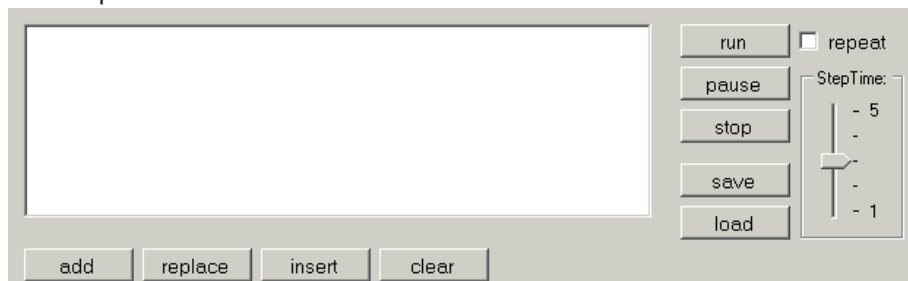 run
repeat
pause
StepTime:
- 5
-
stop
-
save
-
load
- 1
add
replace
insert
clear